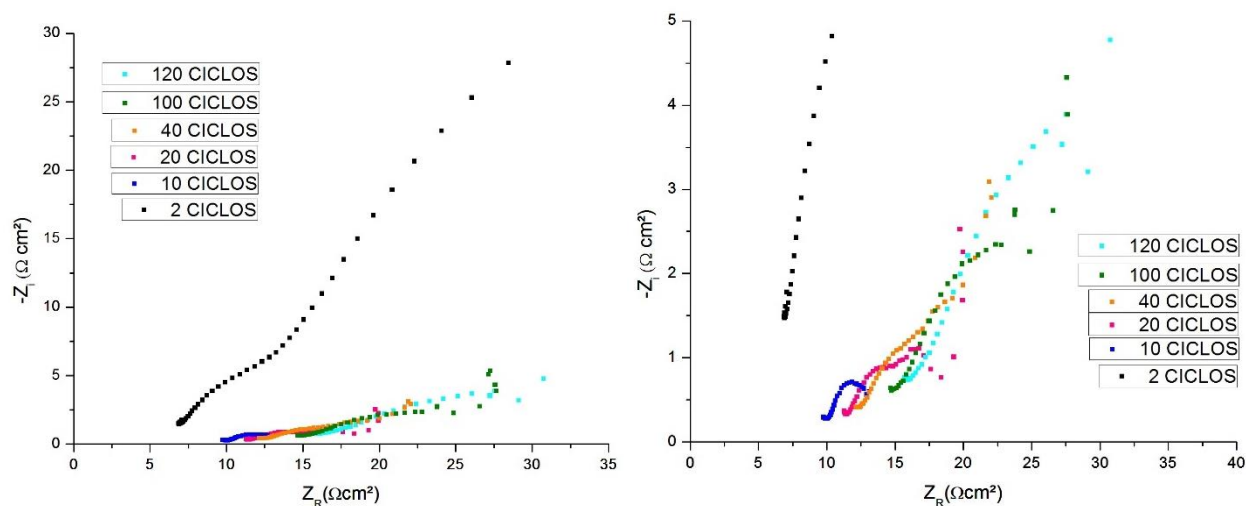 30
25
20
15
10
5
0
-Z_i (Ω cm²)
120 CICLOS
100 CICLOS
40 CICLOS
20 CICLOS
10 CICLOS
2 CICLOS
0 5 10 15 20 25 30 35
Z_R(Ωcm²)
5
4
3
2
1
0
-Z_i (Ω cm²)
120 CICLOS
100 CICLOS
40 CICLOS
20 CICLOS
10 CICLOS
2 CICLOS
0 5 10 15 20 25 30 35 40
Z_R(Ωcm²)